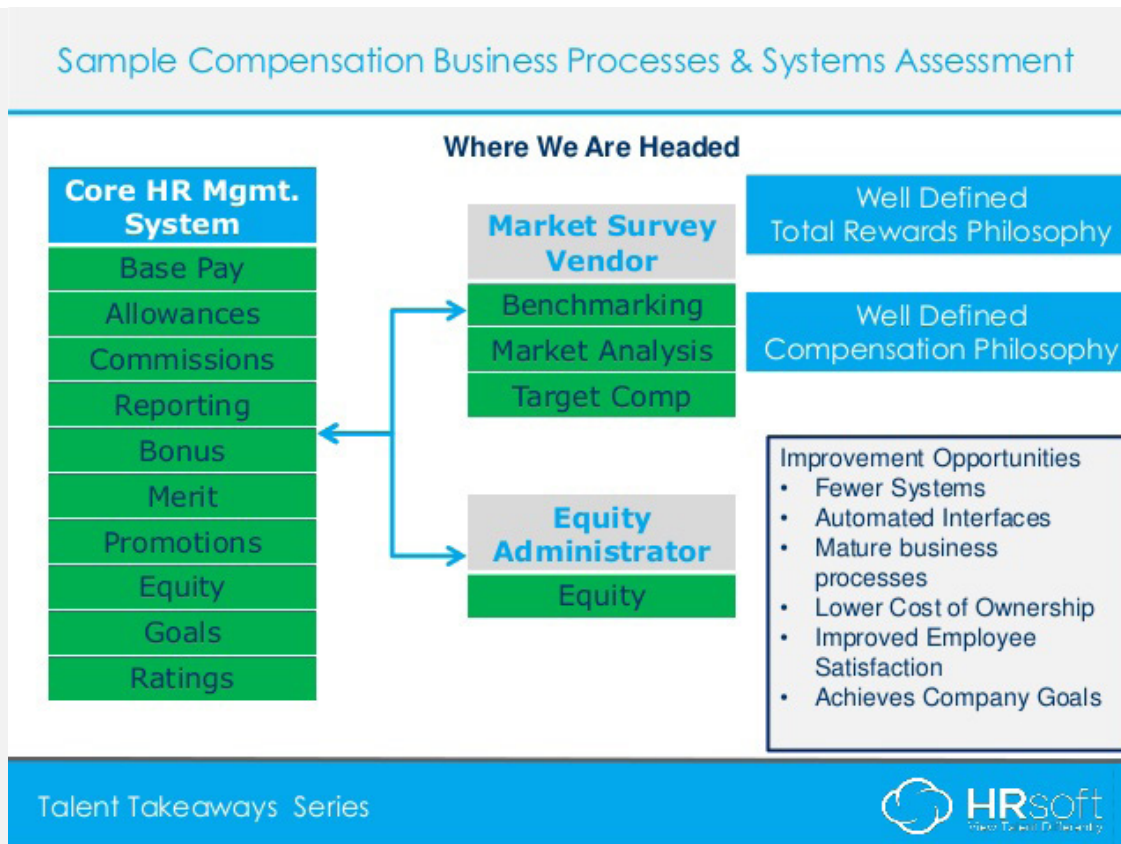 Sample Compensation Business Processes & Systems Assessment
Where We Are Headed
Core HR Mgmt.
System
Base Pay
Allowances
Commissions
Reporting
Bonus
Merit
Promotions
Equity
Goals
Ratings
Market Survey
Vendor
Benchmarking
Market Analysis
Target Comp
Equity
Administrator
Equity
Well Defined
Total Rewards Philosophy
Well Defined
Compensation Philosophy
Improvement Opportunities
• Fewer Systems
• Automated Interfaces
• Mature business
processes
• Lower Cost of Ownership
• Improved Employee
Satisfaction
• Achieves Company Goals
Talent Takeaways Series
HRsoft
View Talent Differently